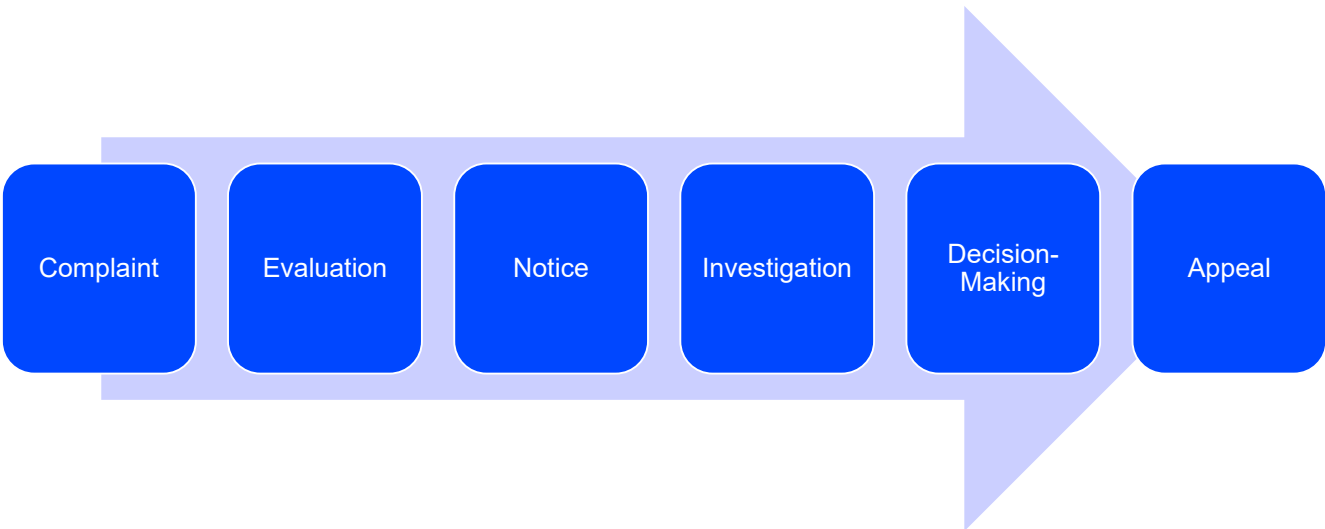 Complaint
Evaluation
Notice
Investigation
Decision-
Making
Appeal